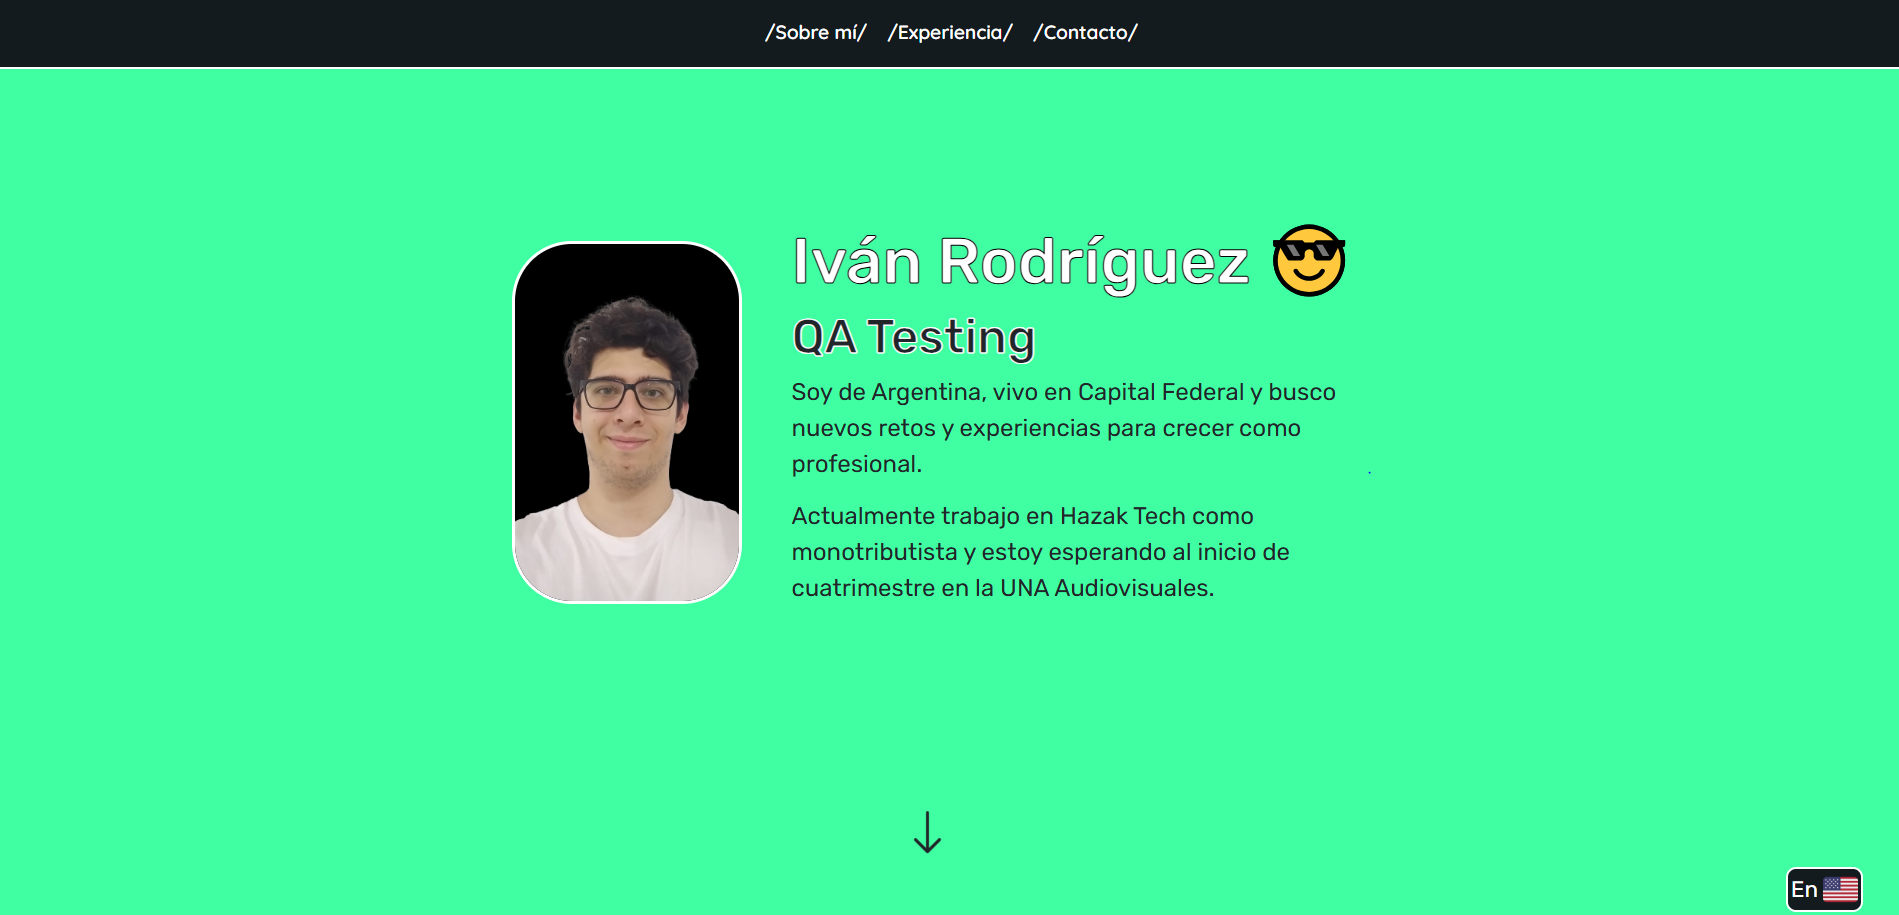 /Sobre mí/ /Experiencia/ /Contacto/
Iván Rodríguez
QA Testing
Soy de Argentina, vivo en Capital Federal y busco
nuevos retos y experiencias para crecer como
profesional.
Actualmente trabajo en Hazak Tech como
monotributista y estoy esperando al inicio de
cuatrimestre en la UNA Audiovisuales.
En